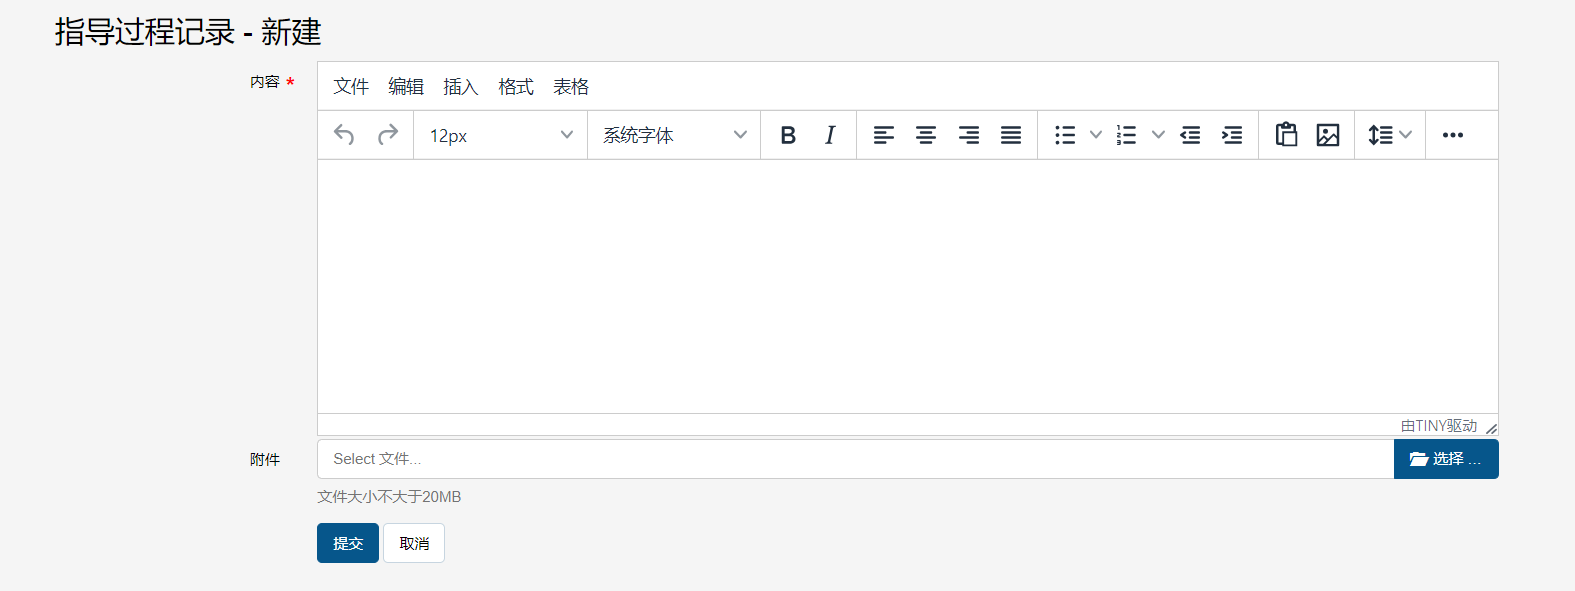 指导过程记录 - 新建
内容 *
文件 编辑 插入 格式 表格
12px 系统字体 B I
由TINY驱动
附件 Select 文件... 选择 ...
文件大小不大于20MB
提交 取消